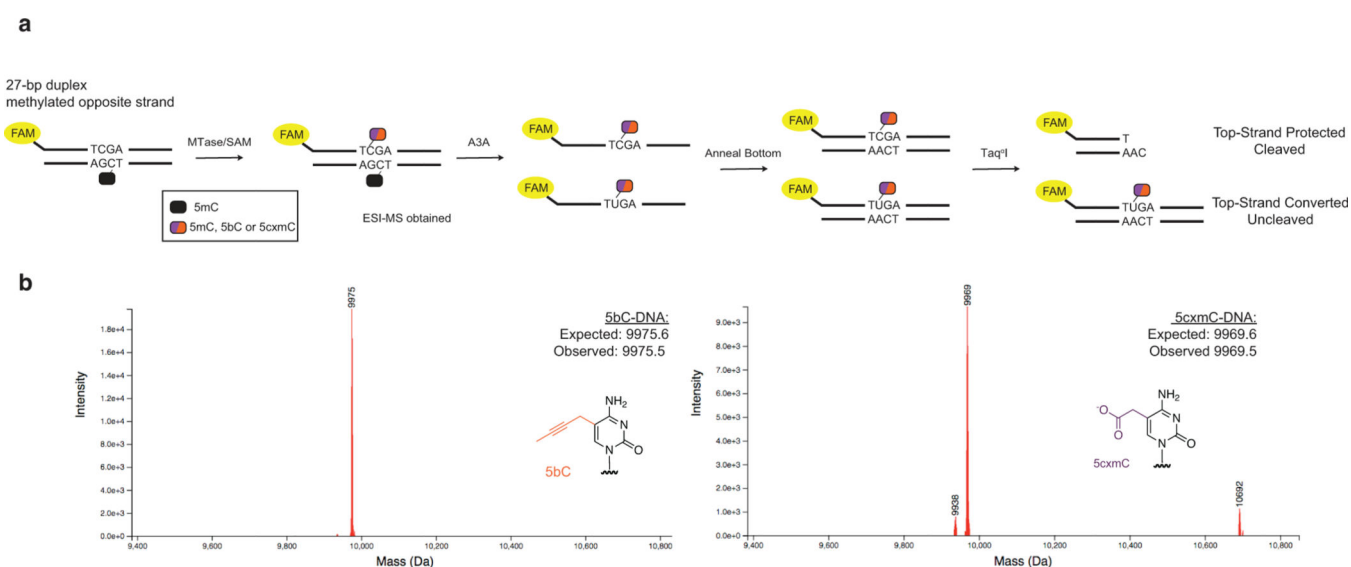 a
27-bp duplex
methylated opposite strand
FAM
TCGA
AGCT
MTase/SAM
5mC
5mC, 5bC or 5cxmC
FAM
TCGA
AGCT
ESI-MS obtained
A3A
FAM
TCGA
FAM
TUGA
Anneal Bottom
FAM
TCGA
AACT
FAM
TUGA
AACT
TaqαI
FAM
T
AAC
Top-Strand Protected
Cleaved
FAM
TUGA
AACT
Top-Strand Converted
Uncleaved
b
Intensity
1.8e+4
1.6e+4
1.4e+4
1.2e+4
1.0e+4
8.0e+3
6.0e+3
4.0e+3
2.0e+3
0.0e+0
9975
5bC-DNA:
Expected: 9975.6
Observed: 9975.5
NH2
N
N
O
5bC
9,400
9,600
9,800
10,000
10,200
10,400
10,600
10,800
Mass (Da)
Intensity
9.0e+3
8.0e+3
7.0e+3
6.0e+3
5.0e+3
4.0e+3
3.0e+3
2.0e+3
1.0e+3
0.0e+0
9938
9969
10692
5cxmC-DNA:
Expected: 9969.6
Observed 9969.5
-O
O
NH2
N
N
O
5cxmC
9,400
9,600
9,800
10,000
10,200
10,400
10,600
10,800
Mass (Da)